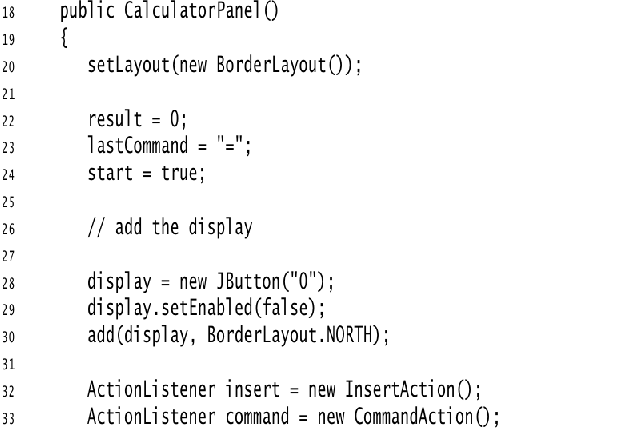 18 public CalculatorPanel()
19 {
20 setLayout(new BorderLayout());
21
22 result = 0;
23 lastCommand = "=";
24 start = true;
25
26 // add the display
27
28 display = new JButton("0");
29 display.setEnabled(false);
30 add(display, BorderLayout.NORTH);
31
32 ActionListener insert = new InsertAction();
33 ActionListener command = new CommandAction();